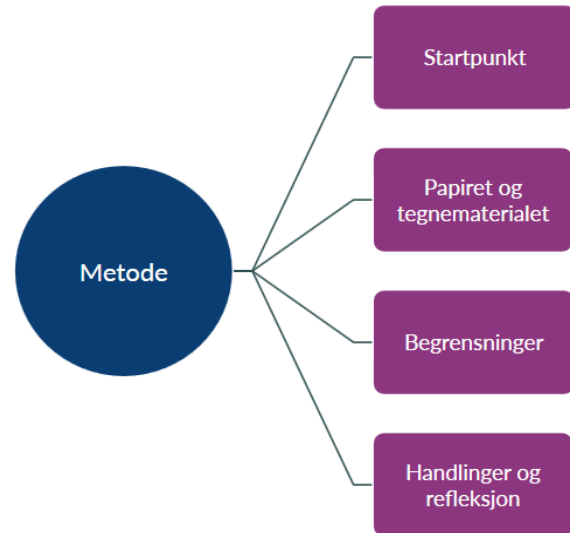 Metode
Startpunkt
Papiret og
tegnematerialet
Begrensninger
Handlinger og
refleksjon